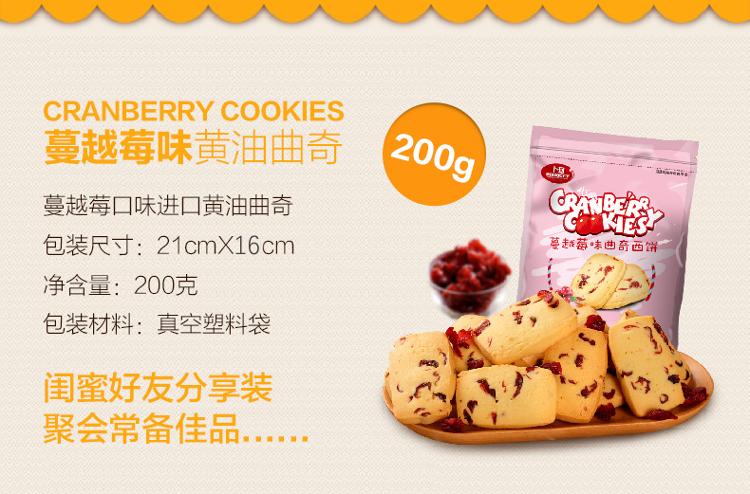 CRANBERRY COOKIES
蔓越莓味黄油曲奇
蔓越莓口味进口黄油曲奇
包装尺寸：21cmX16cm
净含量：200克
包装材料：真空塑料袋
闺蜜好友分享装
聚会常备佳品......
200g
CRANBERRY
COOKIES
蔓越莓味曲奇西饼